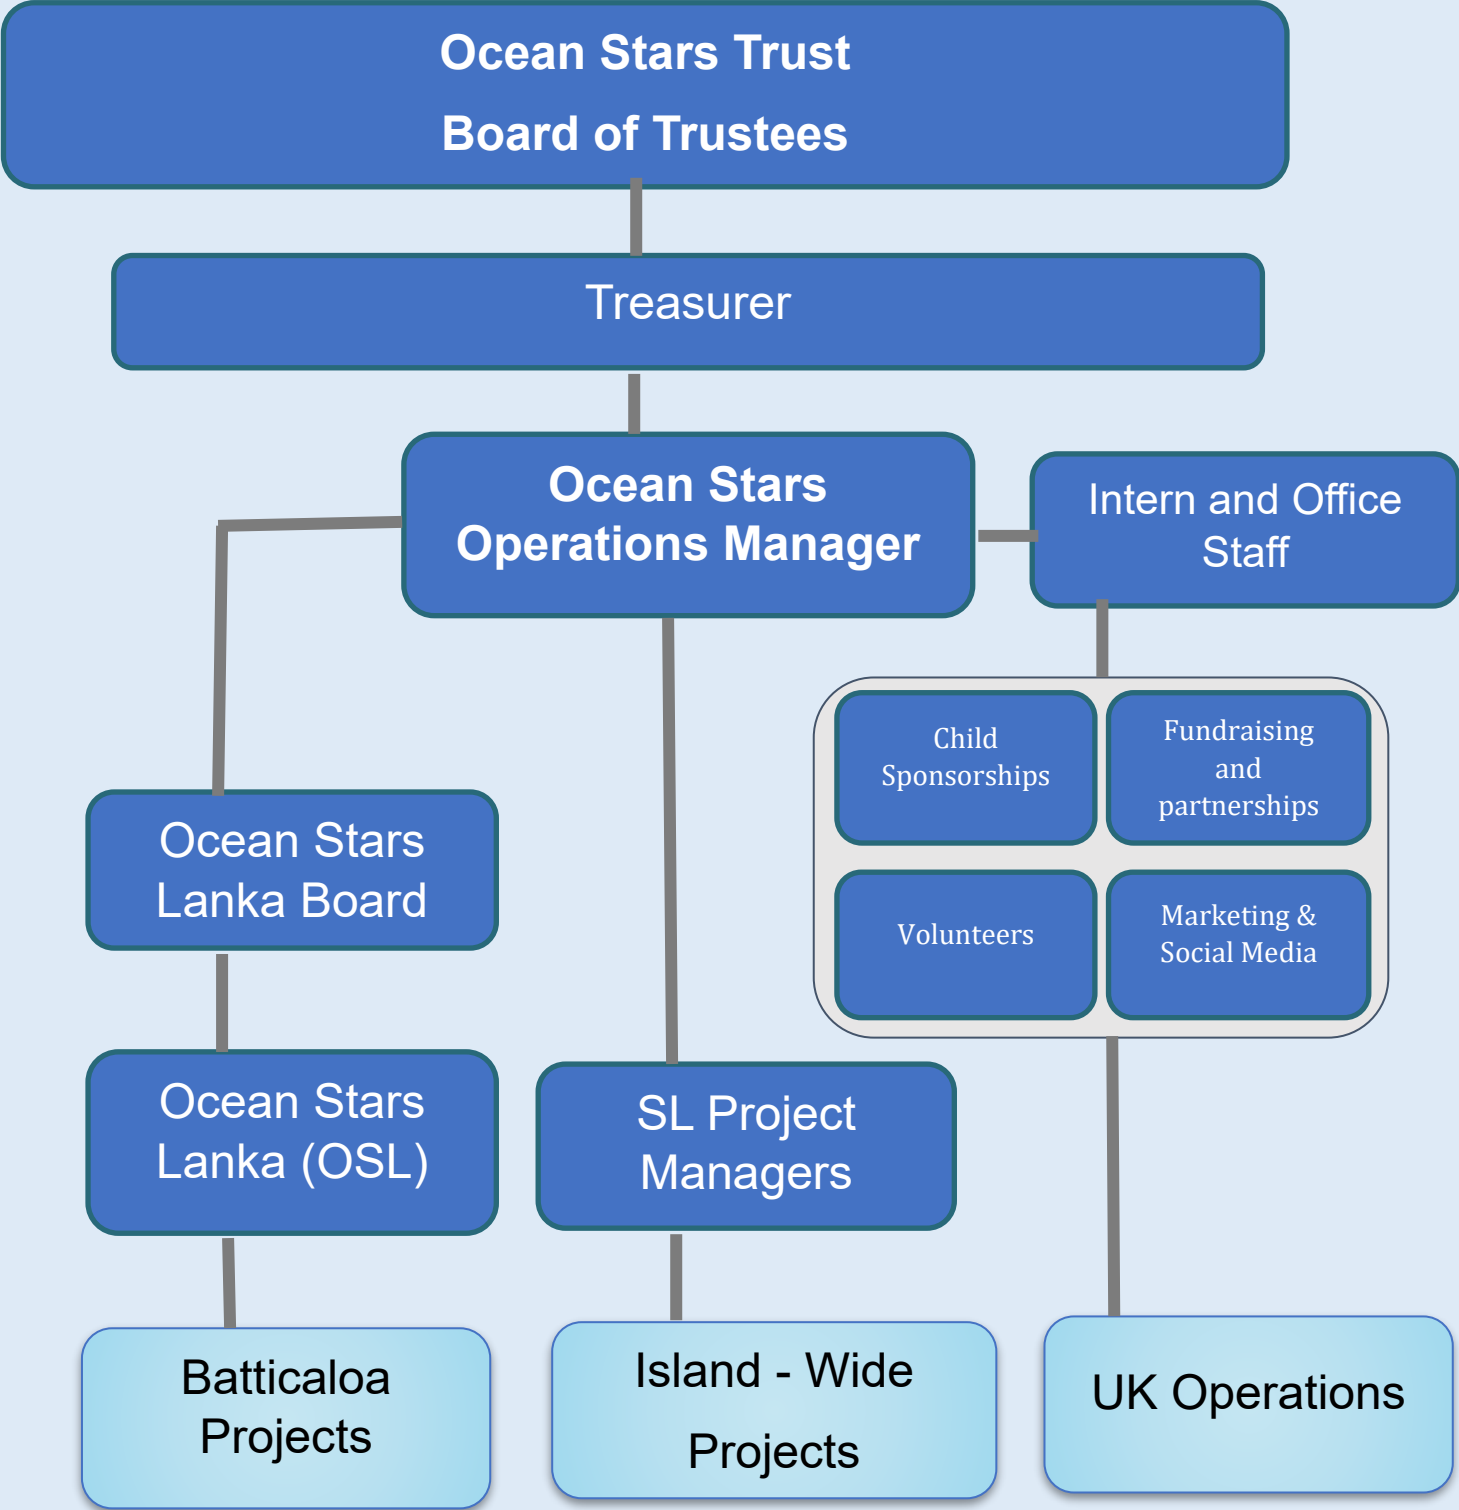 Ocean Stars Trust
Board of Trustees
Treasurer
Ocean Stars
Operations Manager
Intern and Office
Staff
Child
Sponsorships
Fundraising
and
partnerships
Volunteers
Marketing &
Social Media
Ocean Stars
Lanka Board
Ocean Stars
Lanka (OSL)
SL Project
Managers
Batticaloa
Projects
Island - Wide
Projects
UK Operations